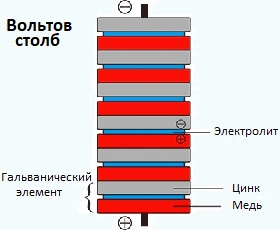 Вольтов
столб
Электролит
Гальванический
элемент
Цинк
Медь